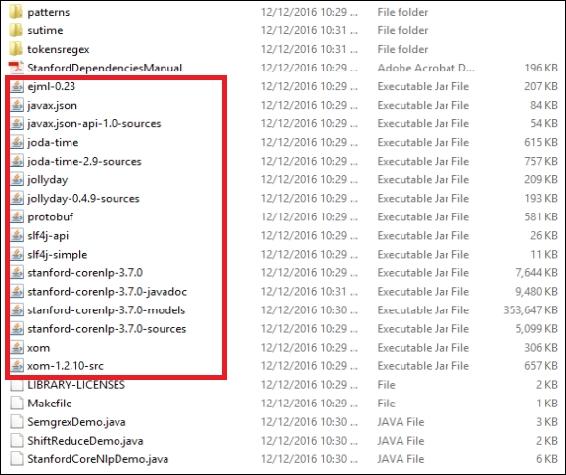 patterns 12/12/2016 10:29 ... File folder
sutime 12/12/2016 10:31 ... File folder
tokensregex 12/12/2016 10:31 ... File folder
StanfordDependenciesManual 12/12/2016 10:29 ... Adobe Acrobat D... 196 KB
ejml-0.23 12/12/2016 10:29 ... Executable Jar File 207 KB
javax.json 12/12/2016 10:29 ... Executable Jar File 84 KB
javax.json-api-1.0-sources 12/12/2016 10:29 ... Executable Jar File 54 KB
joda-time 12/12/2016 10:29 ... Executable Jar File 615 KB
joda-time-2.9-sources 12/12/2016 10:29 ... Executable Jar File 757 KB
jollyday 12/12/2016 10:29 ... Executable Jar File 209 KB
jollyday-0.4.9-sources 12/12/2016 10:29 ... Executable Jar File 193 KB
protobuf 12/12/2016 10:29 ... Executable Jar File 581 KB
slf4j-api 12/12/2016 10:29 ... Executable Jar File 26 KB
slf4j-simple 12/12/2016 10:29 ... Executable Jar File 11 KB
stanford-corenlp-3.7.0 12/12/2016 10:29 ... Executable Jar File 7,644 KB
stanford-corenlp-3.7.0-javadoc 12/12/2016 10:31 ... Executable Jar File 9,480 KB
stanford-corenlp-3.7.0-models 12/12/2016 10:30 ... Executable Jar File 353,647 KB
stanford-corenlp-3.7.0-sources 12/12/2016 10:29 ... Executable Jar File 5,099 KB
xom 12/12/2016 10:29 ... Executable Jar File 306 KB
xom-1.2.10-src 12/12/2016 10:29 ... Executable Jar File 657 KB
LIBRARY-LICENSES 12/12/2016 10:29 ... File 2 KB
Makefile 12/12/2016 10:29 ... File 1 KB
SemgrexDemo.java 12/12/2016 10:30 ... JAVA File 3 KB
ShiftReduceDemo.java 12/12/2016 10:30 ... JAVA File 2 KB
StanfordCoreNlpDemo.java 12/12/2016 10:30 ... JAVA File 6 KB